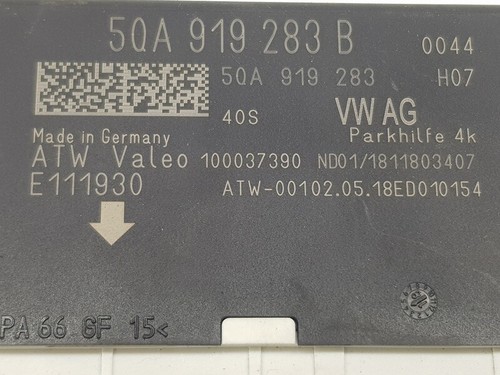 5QA 919 283 B 0044
5QA 919 283 H07
40S VW AG
Made in Germany Parkhilfe 4k
ATW Valeo 100037390 ND01/1811803407
E111930 ATW-00102.05.18ED010154
PA 66 GF 15<